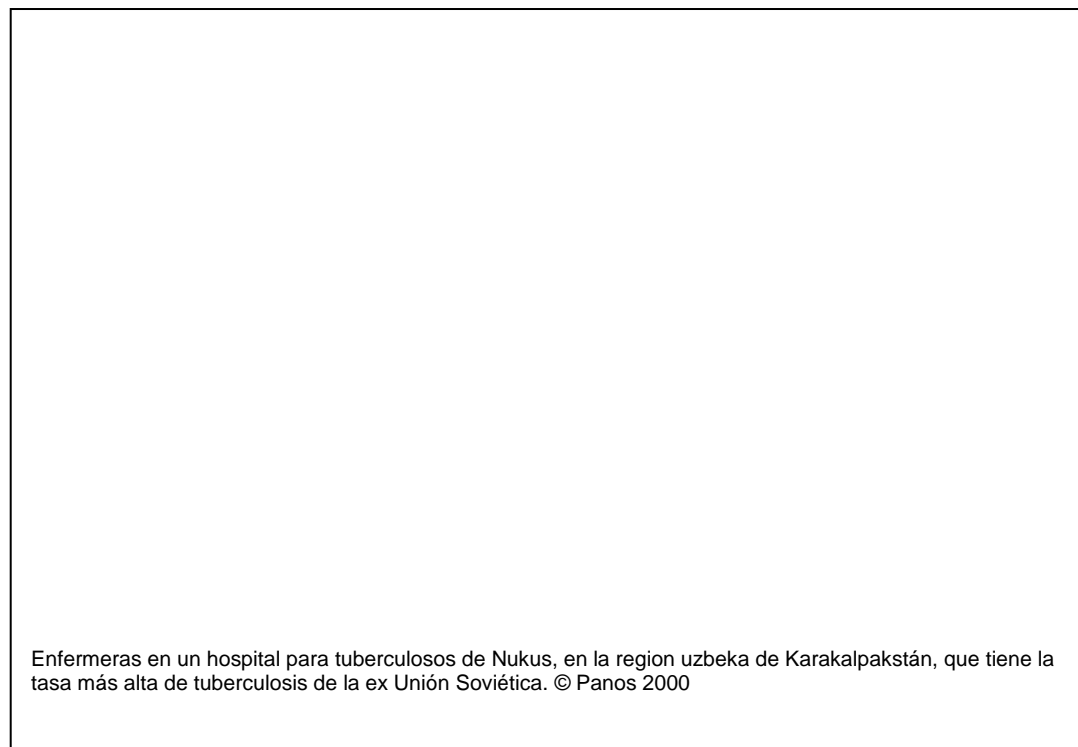 Enfermeras en un hospital para tuberculosos de Nukus, en la region uzbeka de Karakalpakstán, que tiene la
tasa más alta de tuberculosis de la ex Unión Soviética. © Panos 2000